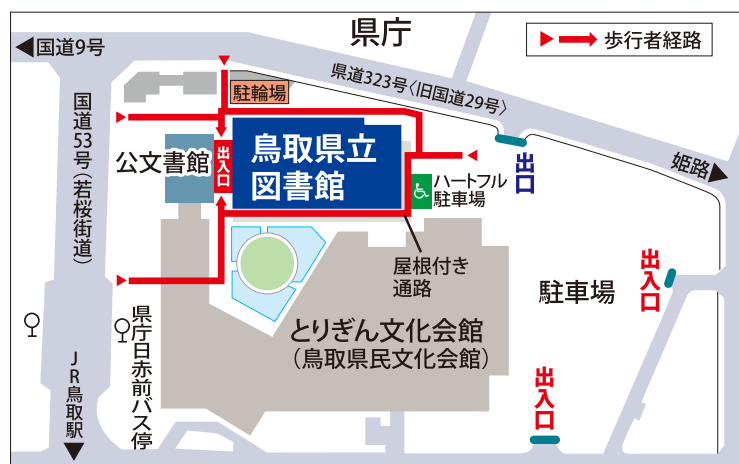 県庁
歩行者経路
国道9号
県道323号〈旧国道29号〉
駐輪場
国道53号(若桜街道)
公文書館
出入口
鳥取県立
図書館
出口
姫路
ハートフル
駐車場
屋根付き
通路
駐車場
出入口
とりぎん文化会館
(鳥取県民文化会館)
県庁日赤前バス停
出入口
JR鳥取駅